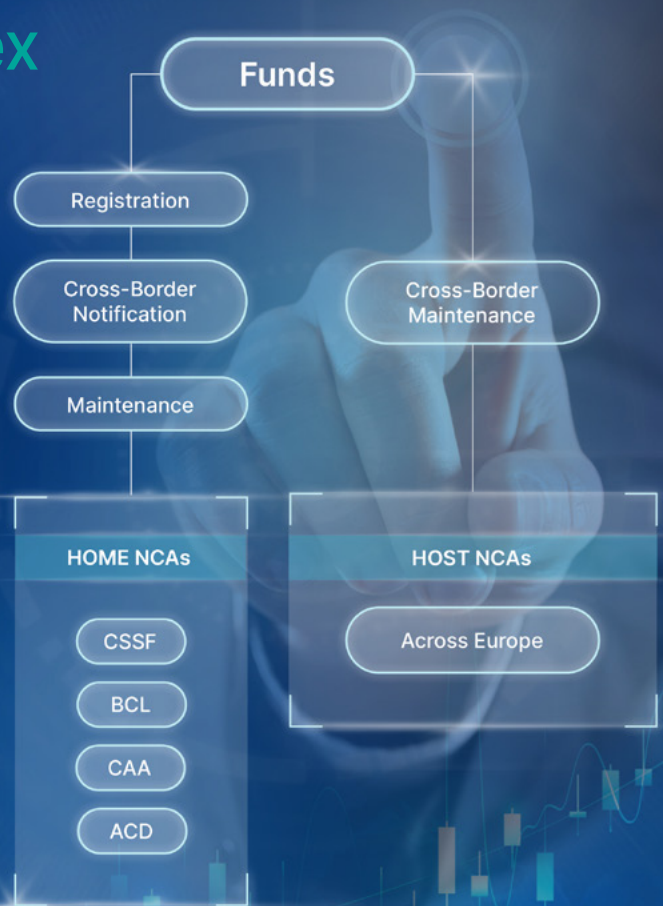 ex
Funds
Registration
Cross-Border
Notification
Maintenance
Cross-Border
Maintenance
HOME NCAs
CSSF
BCL
CAA
ACD
HOST NCAs
Across Europe